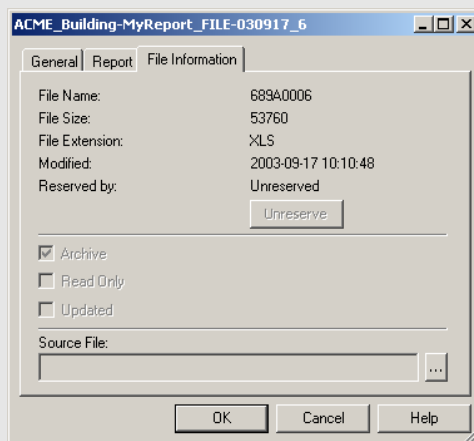 ACME_Building-MyReport_FILE-030917_6
General Report File Information
File Name: 689A0006
File Size: 53760
File Extension: XLS
Modified: 2003-09-17 10:10:48
Reserved by: Unreserved
Unreserve
Archive
Read Only
Updated
Source File:
...
OK Cancel Help